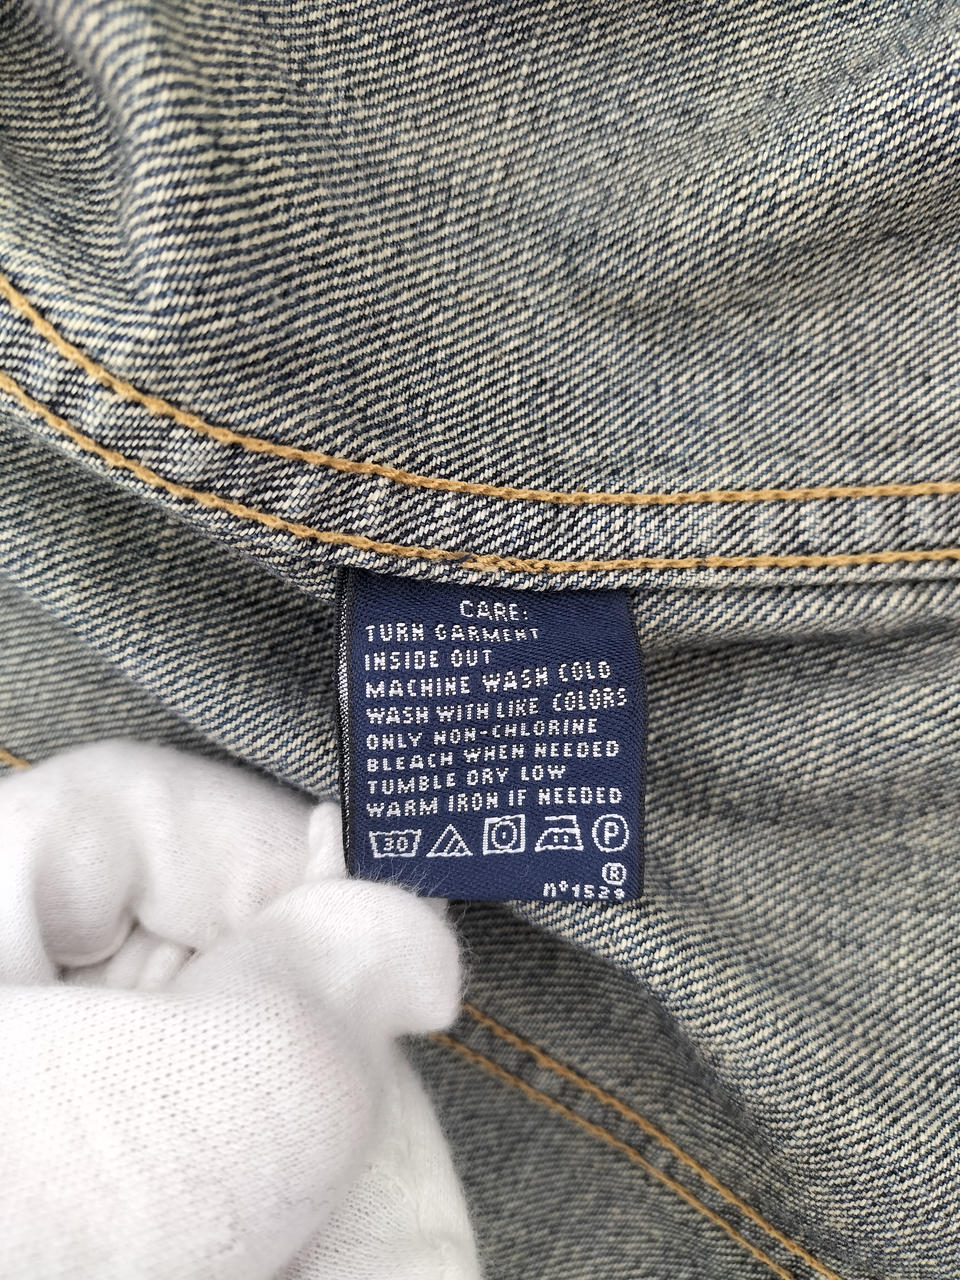 CARE:
TURN GARMENT
INSIDE OUT
MACHINE WASH COLD
WASH WITH LIKE COLORS
ONLY NON-CHLORINE
BLEACH WHEN NEEDED
TUMBLE DRY LOW
WARM IRON IF NEEDED
30 P
®
nº1529